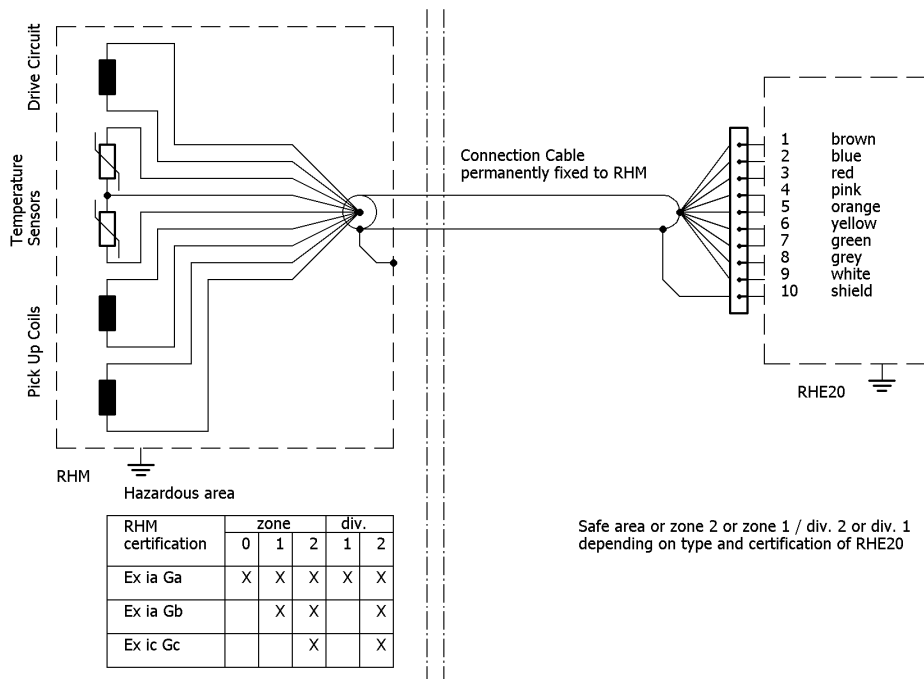 Drive Circuit
Temperature
Sensors
Pick Up Coils
RHM
Hazardous area
Connection Cable
permanently fixed to RHM
1 brown
2 blue
3 red
4 pink
5 orange
6 yellow
7 green
8 grey
9 white
10 shield
RHE20
RHM
certification
zone div.
0 1 2 1 2
Ex ia Ga X X X X X
Ex ia Gb X X X
Ex ic Gc X X
Safe area or zone 2 or zone 1 / div. 2 or div. 1
depending on type and certification of RHE20